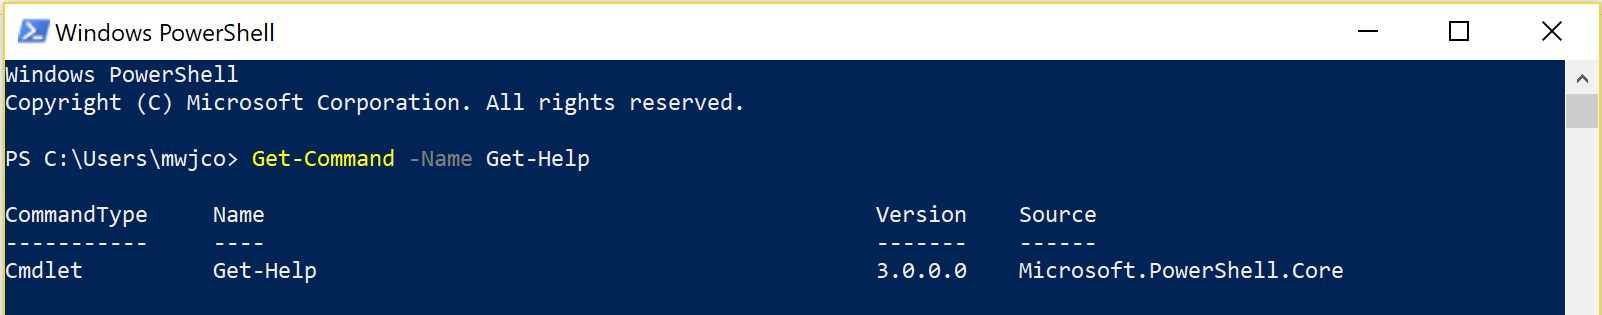 Windows PowerShell
Windows PowerShell
Copyright (C) Microsoft Corporation. All rights reserved.
PS C:\Users\mwjco> Get-Command -Name Get-Help
CommandType     Name                                               Version    Source
-----------     ----                                               -------    ------
Cmdlet          Get-Help                                           3.0.0.0    Microsoft.PowerShell.Core